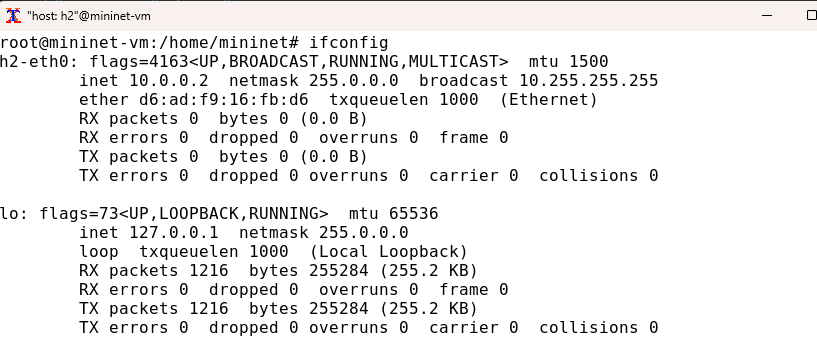 "host: h2"@mininet-vm
root@mininet-vm:/home/mininet# ifconfig
h2-eth0: flags=4163<UP,BROADCAST,RUNNING,MULTICAST>  mtu 1500
        inet 10.0.0.2  netmask 255.0.0.0  broadcast 10.255.255.255
        ether d6:ad:f9:16:fb:d6  txqueuelen 1000  (Ethernet)
        RX packets 0  bytes 0 (0.0 B)
        RX errors 0  dropped 0  overruns 0  frame 0
        TX packets 0  bytes 0 (0.0 B)
        TX errors 0  dropped 0 overruns 0  carrier 0  collisions 0

lo: flags=73<UP,LOOPBACK,RUNNING>  mtu 65536
        inet 127.0.0.1  netmask 255.0.0.0
        loop  txqueuelen 1000  (Local Loopback)
        RX packets 1216  bytes 255284 (255.2 KB)
        RX errors 0  dropped 0  overruns 0  frame 0
        TX packets 1216  bytes 255284 (255.2 KB)
        TX errors 0  dropped 0 overruns 0  carrier 0  collisions 0